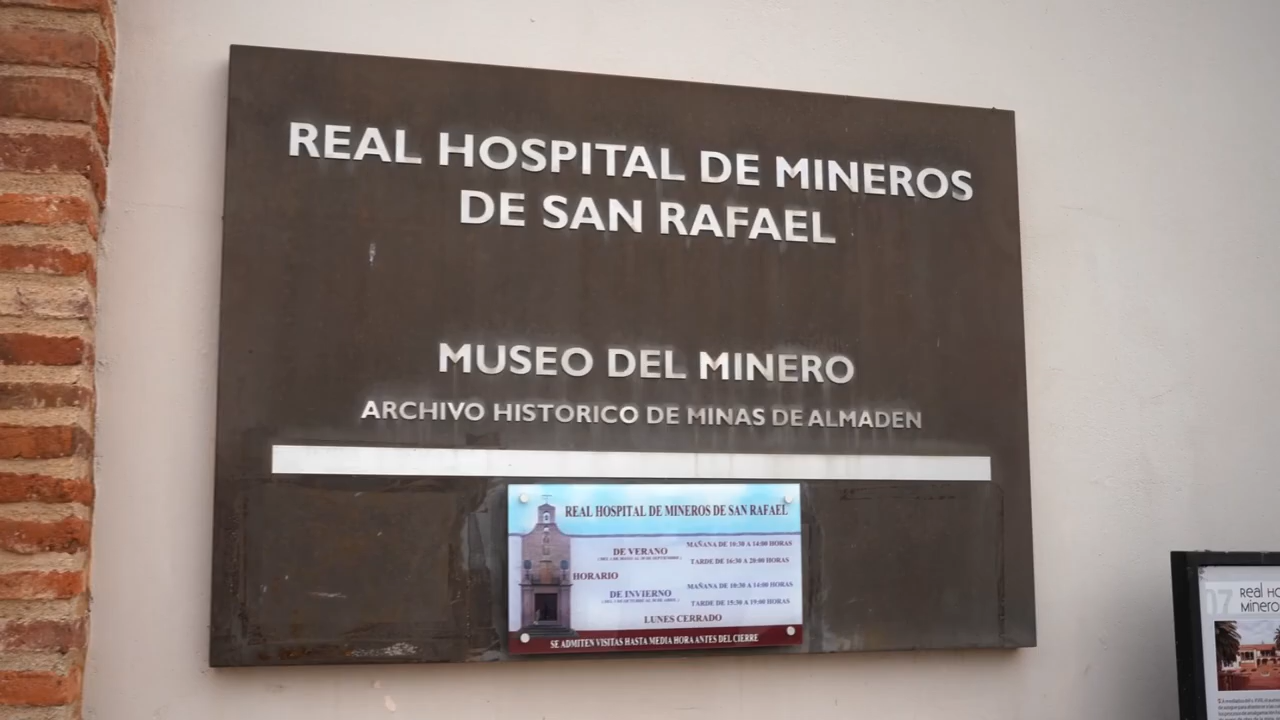 REAL HOSPITAL DE MINEROS
DE SAN RAFAEL
MUSEO DEL MINERO
ARCHIVO HISTORICO DE MINAS DE ALMADEN
REAL HOSPITAL DE MINEROS DE SAN RAFAEL
HORARIO
DE VERANO
MAÑANA DE 10:30 A 14:00 HORAS
TARDE DE 16:30 A 20:00 HORAS
DE INVIERNO
MAÑANA DE 10:30 A 14:00 HORAS
TARDE DE 15:30 A 19:00 HORAS
LUNES CERRADO
SE ADMITEN VISITAS HASTA MEDIA HORA ANTES DEL CIERRE
17
Real HO
Minero